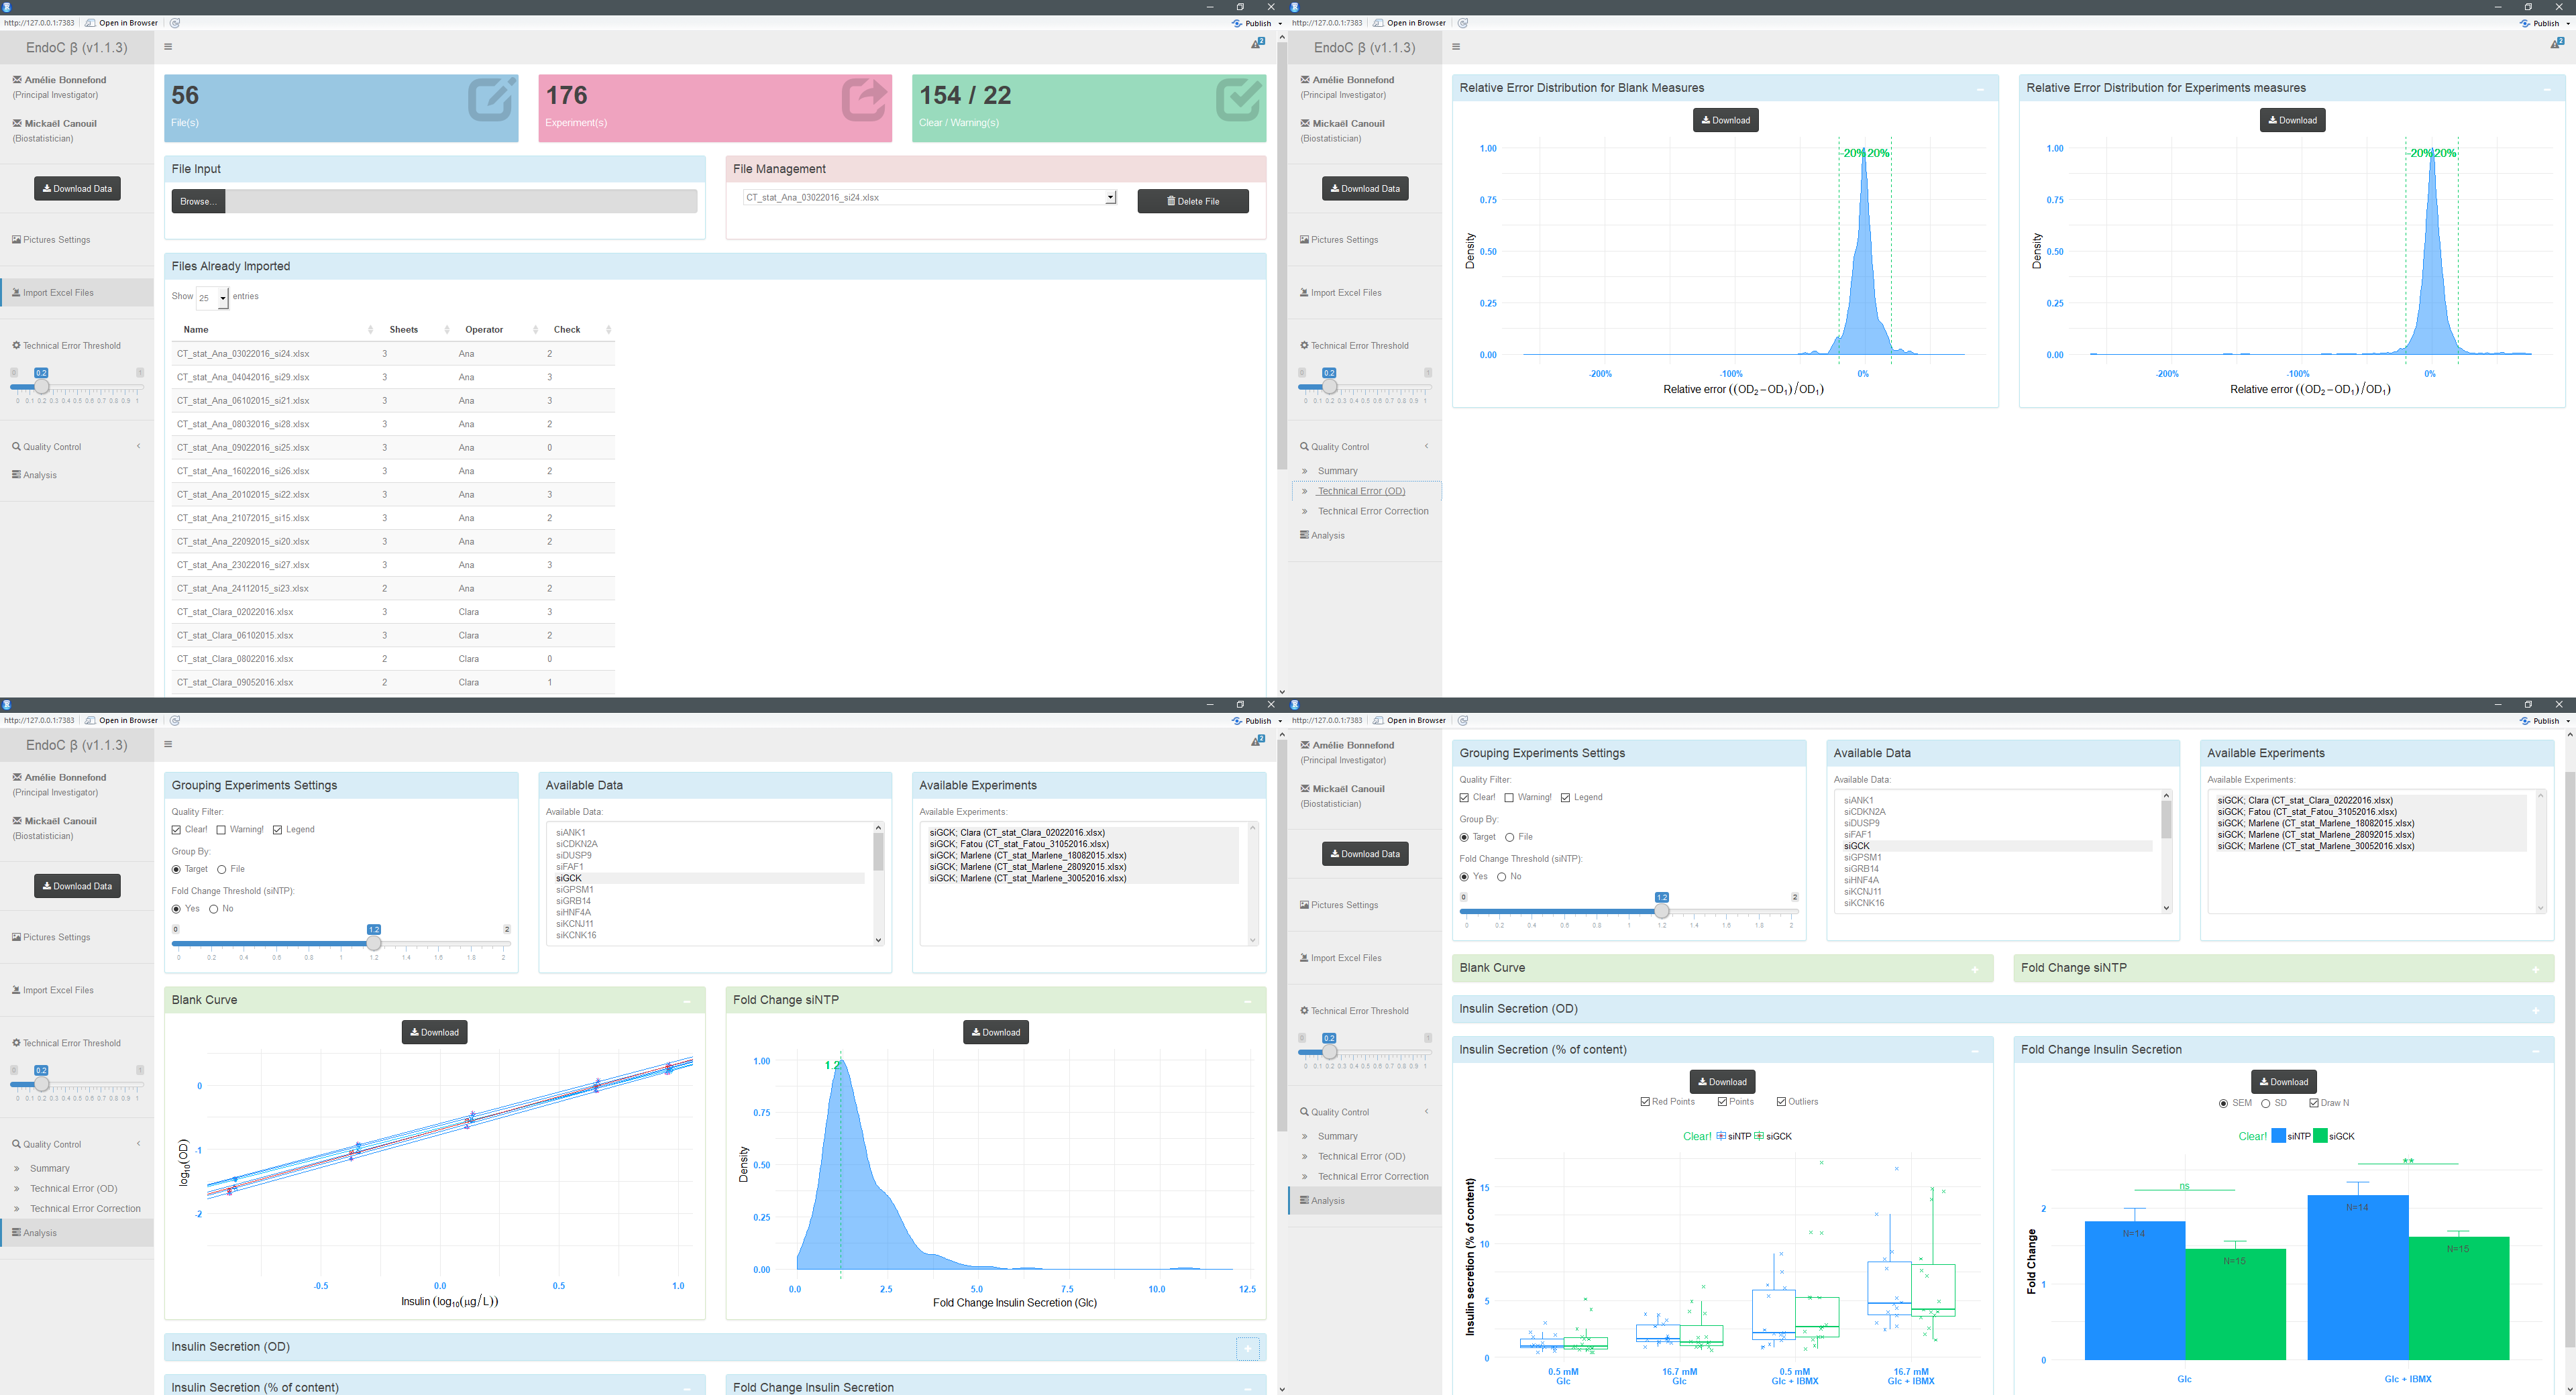 http://127.0.0.1:7383 Open in Browser Publish
EndoC β (v1.1.3)
2
Amélie Bonnefond
(Principal Investigator)
Mickaël Canouil
(Biostatistician)
Download Data
Pictures Settings
Import Excel Files
Technical Error Threshold
0 0.2 1
0 0.1 0.2 0.3 0.4 0.5 0.6 0.7 0.8 0.9 1
Quality Control
Analysis
56
File(s)
176
Experiment(s)
154 / 22
Clear / Warning(s)
File Input
Browse...
File Management
CT_stat_Ana_03022016_si24.xlsx
Delete File
Files Already Imported
Show 25 entries
Name Sheets Operator Check
CT_stat_Ana_03022016_si24.xlsx 3 Ana 2
CT_stat_Ana_04042016_si29.xlsx 3 Ana 3
CT_stat_Ana_06102015_si21.xlsx 3 Ana 3
CT_stat_Ana_08032016_si28.xlsx 3 Ana 2
CT_stat_Ana_09022016_si25.xlsx 3 Ana 0
CT_stat_Ana_16022016_si26.xlsx 3 Ana 2
CT_stat_Ana_20102015_si22.xlsx 3 Ana 3
CT_stat_Ana_21072015_si15.xlsx 3 Ana 2
CT_stat_Ana_22092015_si20.xlsx 3 Ana 2
CT_stat_Ana_23022016_si27.xlsx 3 Ana 3
CT_stat_Ana_24112015_si23.xlsx 2 Ana 2
CT_stat_Clara_02022016.xlsx 3 Clara 3
CT_stat_Clara_06102015.xlsx 3 Clara 2
CT_stat_Clara_08022016.xlsx 2 Clara 0
CT_stat_Clara_09052016.xlsx 2 Clara 1
http://127.0.0.1:7383 Open in Browser Publish
EndoC β (v1.1.3)
2
Amélie Bonnefond
(Principal Investigator)
Mickaël Canouil
(Biostatistician)
Download Data
Pictures Settings
Import Excel Files
Technical Error Threshold
0 0.2 1
0 0.1 0.2 0.3 0.4 0.5 0.6 0.7 0.8 0.9 1
Quality Control
Summary
Technical Error (OD)
Technical Error Correction
Analysis
Relative Error Distribution for Blank Measures
Download
-20% 20%
1.00
0.75
0.50
0.25
0.00
Density
-200% -100% 0%
Relative error ((OD2 − OD1)/OD1)
Relative Error Distribution for Experiments measures
Download
-20% 20%
1.00
0.75
0.50
0.25
0.00
Density
-200% -100% 0%
Relative error ((OD2 − OD1)/OD1)
http://127.0.0.1:7383 Open in Browser Publish
EndoC β (v1.1.3)
2
Amélie Bonnefond
(Principal Investigator)
Mickaël Canouil
(Biostatistician)
Download Data
Pictures Settings
Import Excel Files
Technical Error Threshold
0 0.2 1
0 0.1 0.2 0.3 0.4 0.5 0.6 0.7 0.8 0.9 1
Quality Control
Summary
Technical Error (OD)
Technical Error Correction
Analysis
Grouping Experiments Settings
Quality Filter:
Clear! Warning! Legend
Group By:
Target File
Fold Change Threshold (siNTP):
Yes No
0 1.2 2
0 0.2 0.4 0.6 0.8 1 1.2 1.4 1.6 1.8 2
Available Data
Available Data:
siANK1
siCDKN2A
siDUSP9
siFAF1
siGCK
siGPSM1
siGRB14
siHNF4A
siKCNJ11
siKCNK16
Available Experiments
Available Experiments:
siGCK; Clara (CT_stat_Clara_02022016.xlsx)
siGCK; Fatou (CT_stat_Fatou_31052016.xlsx)
siGCK; Marlene (CT_stat_Marlene_18082015.xlsx)
siGCK; Marlene (CT_stat_Marlene_28092015.xlsx)
siGCK; Marlene (CT_stat_Marlene_30052016.xlsx)
Blank Curve
Download
0
-1
-2
log10(OD)
-0.5 0.0 0.5 1.0
Insulin (log10(μg/L))
Fold Change siNTP
Download
1.2
1.00
0.75
0.50
0.25
0.00
Density
0.0 2.5 5.0 7.5 10.0 12.5
Fold Change Insulin Secretion (Glc)
Insulin Secretion (OD)
Insulin Secretion (% of content)
Fold Change Insulin Secretion
http://127.0.0.1:7383 Open in Browser Publish
Amélie Bonnefond
(Principal Investigator)
Mickaël Canouil
(Biostatistician)
Download Data
Pictures Settings
Import Excel Files
Technical Error Threshold
0 0.2 1
0 0.1 0.2 0.3 0.4 0.5 0.6 0.7 0.8 0.9 1
Quality Control
Summary
Technical Error (OD)
Technical Error Correction
Analysis
Grouping Experiments Settings
Quality Filter:
Clear! Warning! Legend
Group By:
Target File
Fold Change Threshold (siNTP):
Yes No
0 1.2 2
0 0.2 0.4 0.6 0.8 1 1.2 1.4 1.6 1.8 2
Available Data
Available Data:
siANK1
siCDKN2A
siDUSP9
siFAF1
siGCK
siGPSM1
siGRB14
siHNF4A
siKCNJ11
siKCNK16
Available Experiments
Available Experiments:
siGCK; Clara (CT_stat_Clara_02022016.xlsx)
siGCK; Fatou (CT_stat_Fatou_31052016.xlsx)
siGCK; Marlene (CT_stat_Marlene_18082015.xlsx)
siGCK; Marlene (CT_stat_Marlene_28092015.xlsx)
siGCK; Marlene (CT_stat_Marlene_30052016.xlsx)
Blank Curve
Fold Change siNTP
Insulin Secretion (OD)
Insulin Secretion (% of content)
Download
Red Points Points Outliers
Clear! siNTP siGCK
15
10
5
0
Insulin secretion (% of content)
0.5 mM Glc
16.7 mM Glc
0.5 mM Glc + IBMX
16.7 mM Glc + IBMX
Fold Change Insulin Secretion
Download
SEM SD Draw N
Clear! siNTP siGCK
ns
**
N=14
N=15
N=14
N=15
2
1
0
Fold Change
Glc
Glc + IBMX